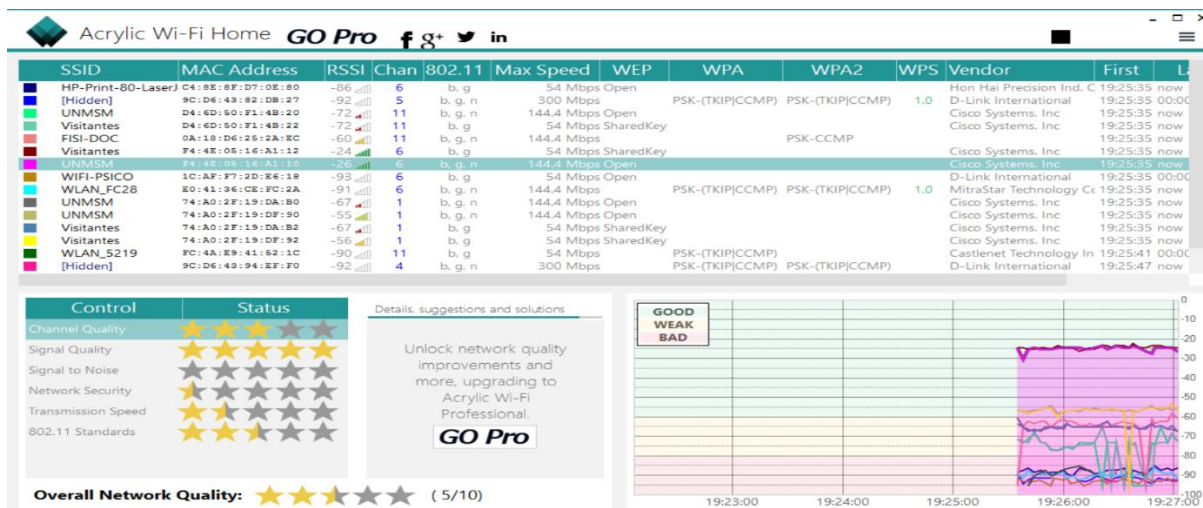 Acrylic Wi-Fi Home GO Pro f g+ in
SSID MAC Address RSSI Chan 802.11 Max Speed WEP WPA WPA2 WPS Vendor First La
HP-Print-80-LaserJ C4:8E:8F:D7:0E:80 -86 6 b, g 54 Mbps Open Hon Hai Precision Ind. C 19:25:35 now
[Hidden] 9C:D6:43:82:DB:27 -92 5 b, g, n 300 Mbps PSK-(TKIP|CCMP) PSK-(TKIP|CCMP) 1.0 D-Link International 19:25:35 00:00
UNMSM D4:6D:50:F1:4B:20 -72 11 b, g, n 144.4 Mbps Open Cisco Systems. Inc 19:25:35 now
Visitantes D4:6D:50:F1:4B:22 -72 11 b, g 54 Mbps SharedKey Cisco Systems. Inc 19:25:35 now
FISI-DOC 0A:18:D6:25:2A:EC -60 11 b, g, n 144.4 Mbps PSK-CCMP 19:25:35 now
Visitantes F4:4E:05:16:A1:12 -24 6 b, g 54 Mbps SharedKey Cisco Systems. Inc 19:25:35 now
UNMSM F4:4E:05:16:A1:10 -26 6 b, g, n 144.4 Mbps Open Cisco Systems. Inc 19:25:35 now
WIFI-PSICO 1C:AF:F7:2D:E6:18 -93 6 b, g 54 Mbps Open D-Link International 19:25:35 00:00
WLAN_FC28 E0:41:36:CE:FC:2A -91 6 b, g, n 144.4 Mbps PSK-(TKIP|CCMP) PSK-(TKIP|CCMP) 1.0 MitraStar Technology Co 19:25:35 now
UNMSM 74:A0:2F:19:DA:B0 -67 1 b, g, n 144.4 Mbps Open Cisco Systems. Inc 19:25:35 now
UNMSM 74:A0:2F:19:DF:90 -55 1 b, g, n 144.4 Mbps Open Cisco Systems. Inc 19:25:35 now
Visitantes 74:A0:2F:19:DA:B2 -67 1 b, g 54 Mbps SharedKey Cisco Systems. Inc 19:25:35 now
Visitantes 74:A0:2F:19:DF:92 -56 1 b, g 54 Mbps SharedKey Cisco Systems. Inc 19:25:35 now
WLAN_5219 FC:4A:E9:41:52:1C -90 11 b, g 54 Mbps PSK-(TKIP|CCMP) Castlenet Technology In 19:25:41 00:00
[Hidden] 9C:D6:43:94:EF:F0 -92 4 b, g, n 300 Mbps PSK-(TKIP|CCMP) PSK-(TKIP|CCMP) D-Link International 19:25:47 now
Control Status
Channel Quality
Signal Quality
Signal to Noise
Network Security
Transmission Speed
802.11 Standards
Overall Network Quality: ( 5/10)
Details, suggestions and solutions
Unlock network quality
improvements and
more, upgrading to
Acrylic Wi-Fi
Professional.
GO Pro
GOOD
WEAK
BAD
0
-10
-20
-30
-40
-50
-60
-70
-80
-90
-100
19:23:00 19:24:00 19:25:00 19:26:00 19:27:00